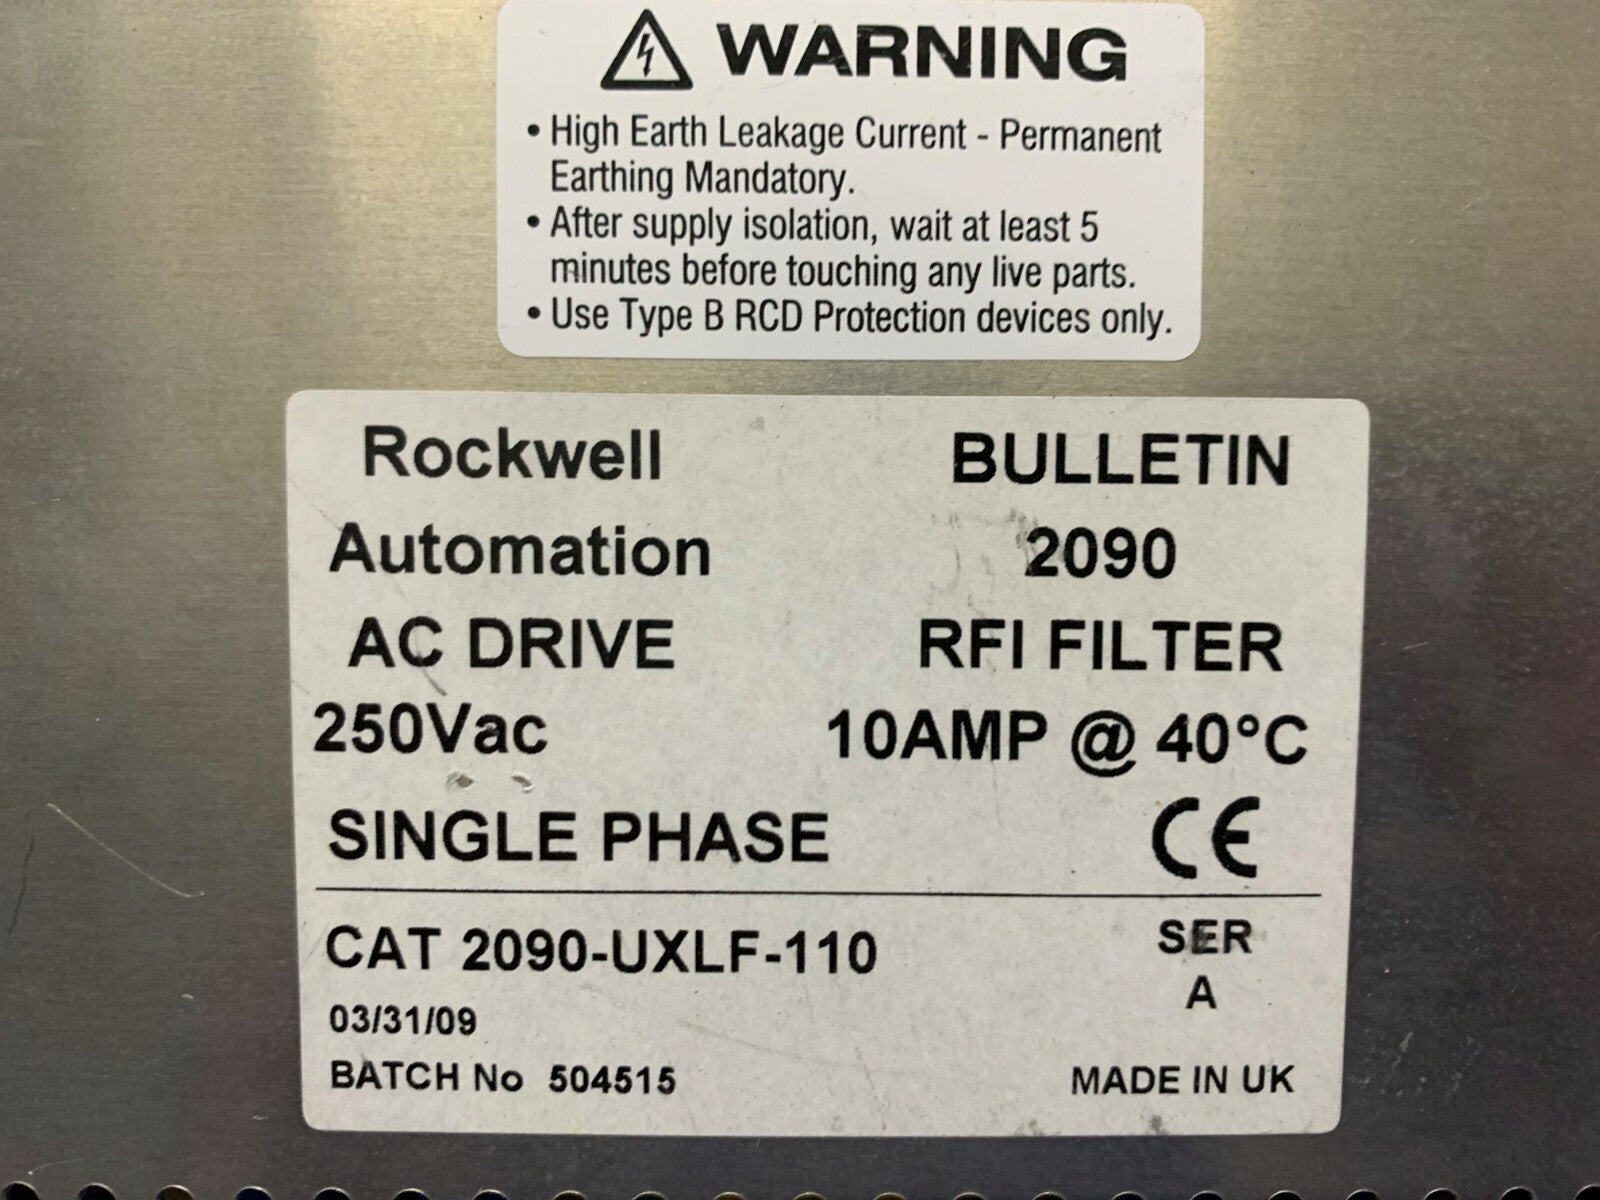 WARNING
• High Earth Leakage Current - Permanent
Earthing Mandatory.
• After supply isolation, wait at least 5
minutes before touching any live parts.
• Use Type B RCD Protection devices only.
Rockwell BULLETIN
Automation 2090
AC DRIVE RFI FILTER
250Vac 10AMP @ 40°C
SINGLE PHASE CE
CAT 2090-UXLF-110 SER
A
03/31/09
BATCH No 504515 MADE IN UK